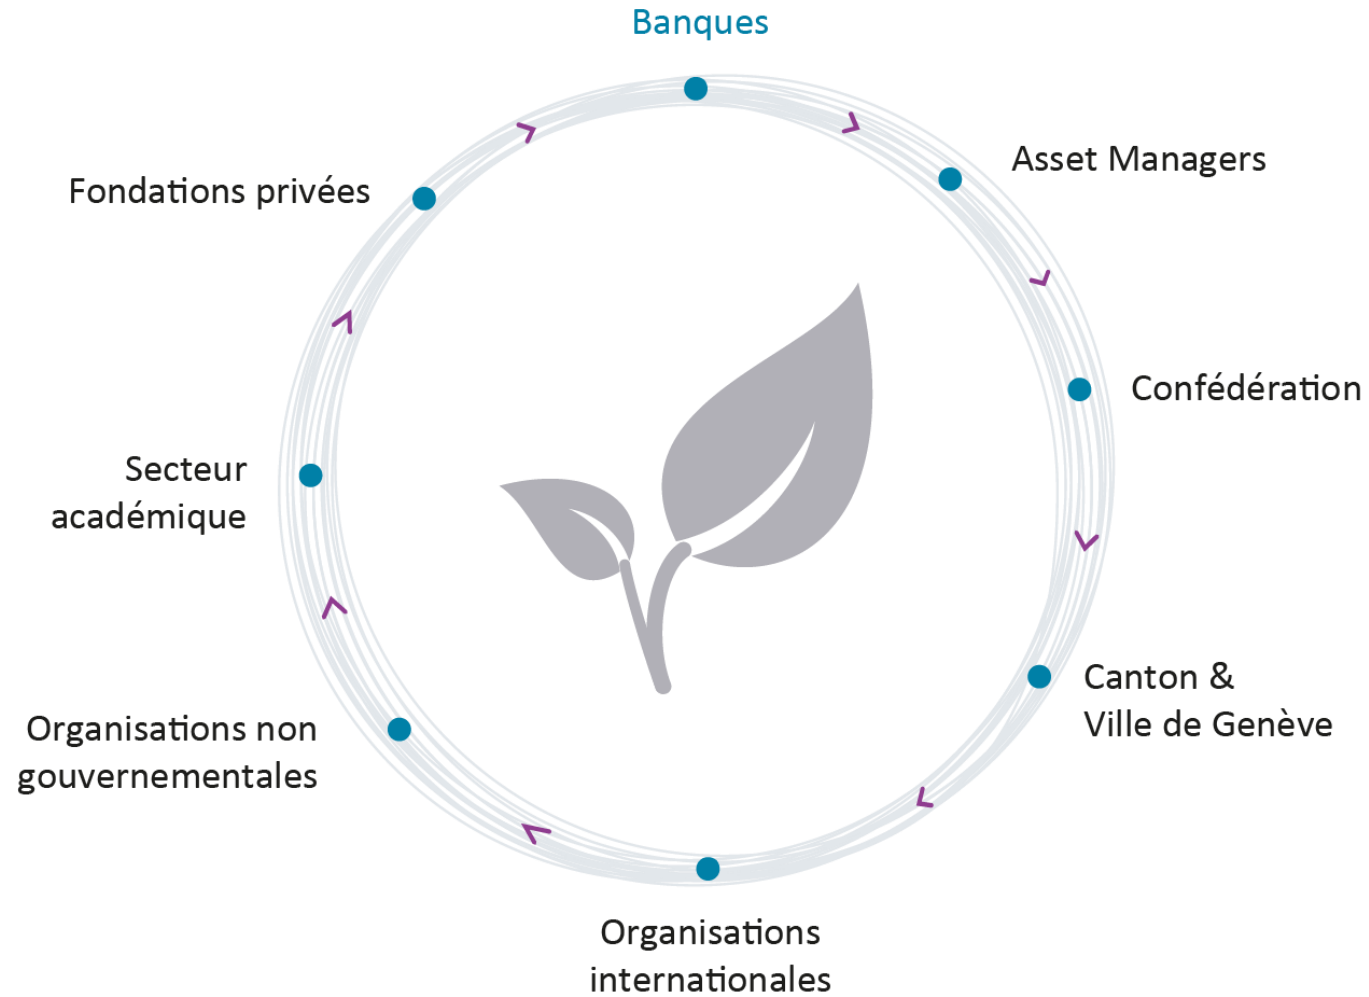 Banques
Asset Managers
Confédération
Canton &
Ville de Genève
Organisations
internationales
Organisations non
gouvernementales
Secteur
académique
Fondations privées